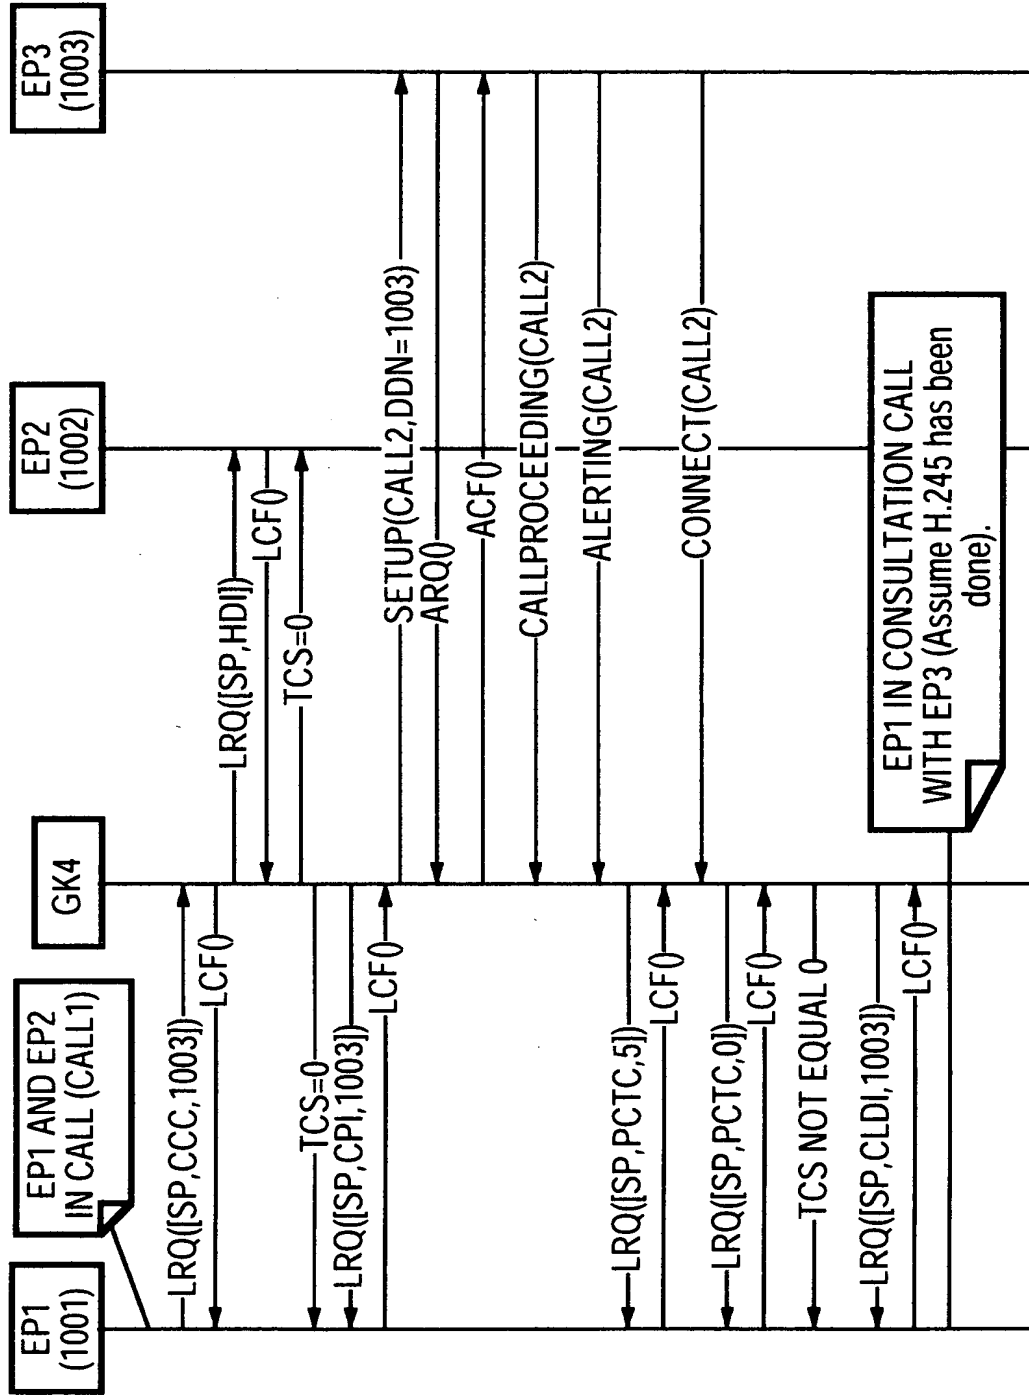 EP1
(1001)
GK4
EP2
(1002)
EP3
(1003)
EP1 AND EP2
IN CALL (CALL1)
LRQ([SP,CCC,1003])
LCF()
LRQ([SP,HDI])
LCF()
TCS=0
TCS=0
LRQ([SP,CPI,1003])
LCF()
SETUP(CALL2,DDN=1003)
ARQ()
ACF()
CALLPROCEEDING(CALL2)
ALERTING(CALL2)
LRQ([SP,PCTC,5])
LCF()
CONNECT(CALL2)
LRQ([SP,PCTC,0])
LCF()
TCS NOT EQUAL 0
LRQ([SP,CLDI,1003])
LCF()
EP1 IN CONSULTATION CALL
WITH EP3 (Assume H.245 has been
done).